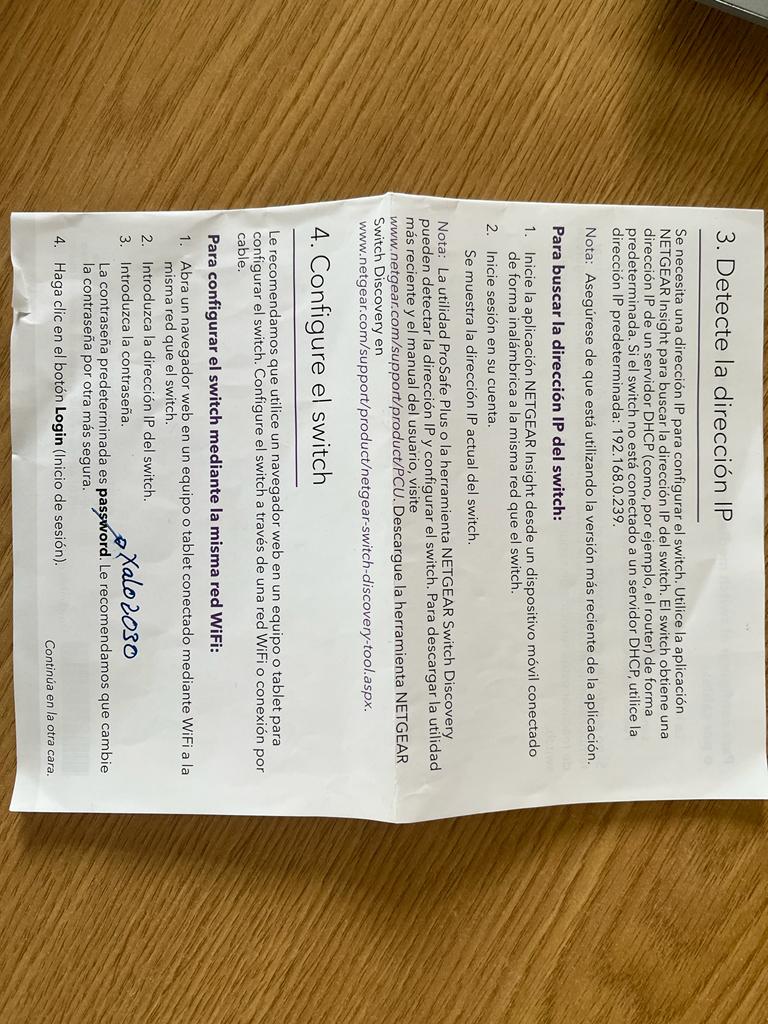 3. Detecte la dirección IP
Se necesita una dirección IP para configurar el switch. Utilice la aplicación
NETGEAR Insight para buscar la dirección IP del switch. El switch obtiene una
dirección IP de un servidor DHCP (como, por ejemplo, el router) de forma
predeterminada. Si el switch no está conectado a un servidor DHCP, utilice la
dirección IP predeterminada: 192.168.0.239.
Nota: Asegúrese de que está utilizando la versión más reciente de la aplicación.
Para buscar la dirección IP del switch:
1. Inicie la aplicación NETGEAR Insight desde un dispositivo móvil conectado
de forma inalámbrica a la misma red que el switch.
2. Inicie sesión en su cuenta.
Se muestra la dirección IP actual del switch.
Nota: La utilidad ProSafe Plus o la herramienta NETGEAR Switch Discovery
pueden detectar la dirección IP y configurar el switch. Para descargar la utilidad
más reciente y el manual del usuario, visite
www.netgear.com/support/product/PCU. Descargue la herramienta NETGEAR
Switch Discovery en
www.netgear.com/support/product/netgear-switch-discovery-tool.aspx.
4. Configure el switch
Le recomendamos que utilice un navegador web en un equipo o tablet para
configurar el switch. Configure el switch a través de una red WiFi o conexión por
cable.
Para configurar el switch mediante la misma red WiFi:
1. Abra un navegador web en un equipo o tablet conectado mediante WiFi a la
misma red que el switch.
2. Introduzca la dirección IP del switch.
3. Introduzca la contraseña.
Xalo2030
La contraseña predeterminada es password. Le recomendamos que cambie
la contraseña por otra más segura.
4. Haga clic en el botón Login (Inicio de sesión).
Continúa en la otra cara.